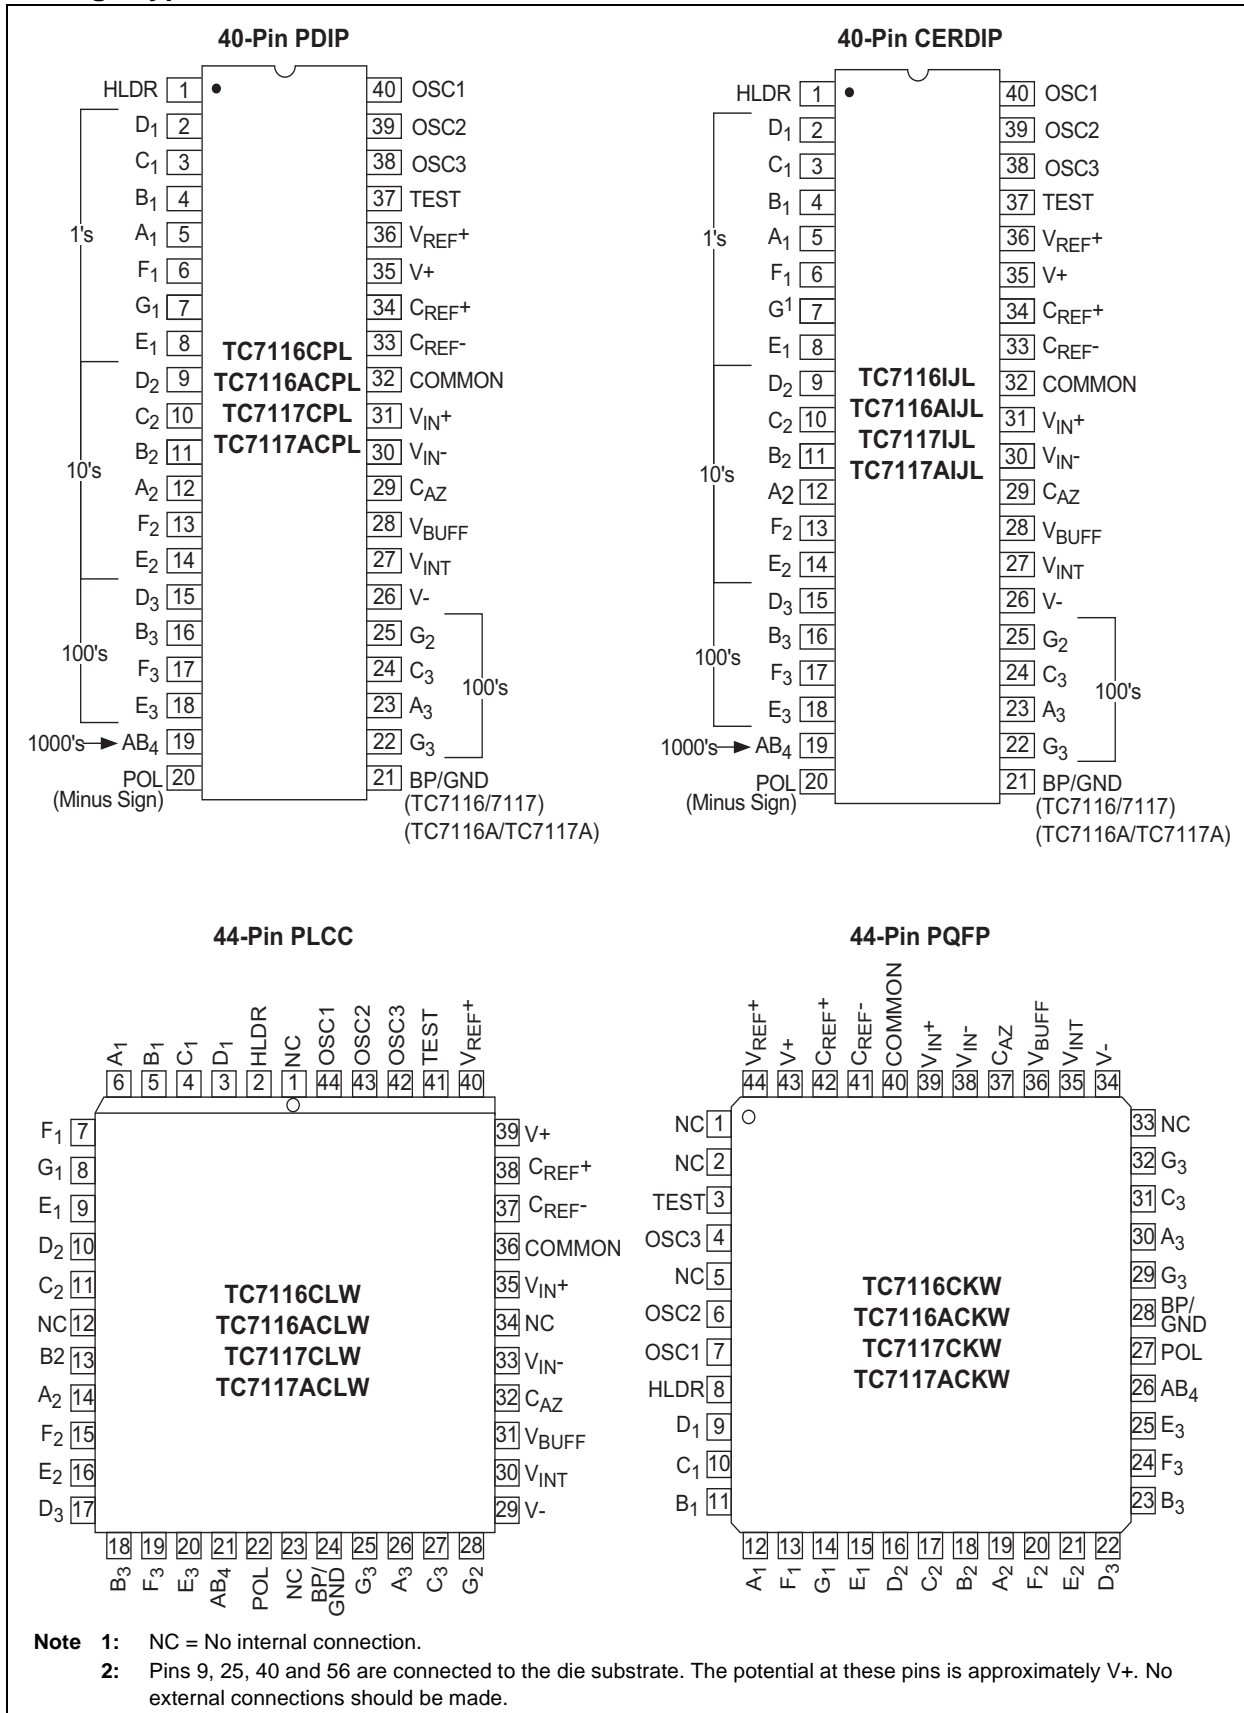 40-Pin PDIP
HLDR 1
D1 2
C1 3
B1 4
1's
A1 5
F1 6
G1 7
E1 8
D2 9
C2 10
B2 11
10's
A2 12
F2 13
E2 14
D3 15
B3 16
100's
F3 17
E3 18
1000's AB4 19
POL 20
(Minus Sign)
TC7116CPL
TC7116ACPL
TC7117CPL
TC7117ACPL
40 OSC1
39 OSC2
38 OSC3
37 TEST
36 VREF+
35 V+
34 CREF+
33 CREF-
32 COMMON
31 VIN+
30 VIN-
29 CAZ
28 VBUFF
27 VINT
26 V-
25 G2
24 C3
100's
23 A3
22 G3
21 BP/GND
(TC7116/7117)
(TC7116A/TC7117A)
40-Pin CERDIP
HLDR 1
D1 2
C1 3
B1 4
1's
A1 5
F1 6
G1 7
E1 8
D2 9
C2 10
B2 11
10's
A2 12
F2 13
E2 14
D3 15
B3 16
100's
F3 17
E3 18
1000's AB4 19
POL 20
(Minus Sign)
TC7116IJL
TC7116AIJL
TC7117IJL
TC7117AIJL
40 OSC1
39 OSC2
38 OSC3
37 TEST
36 VREF+
35 V+
34 CREF+
33 CREF-
32 COMMON
31 VIN+
30 VIN-
29 CAZ
28 VBUFF
27 VINT
26 V-
25 G2
24 C3
100's
23 A3
22 G3
21 BP/GND
(TC7116/7117)
(TC7116A/TC7117A)
44-Pin PLCC
A1 B1 C1 D1 HLDR NC OSC1 OSC2 OSC3 TEST VREF+
6 5 4 3 2 1 44 43 42 41 40
F1 7
G1 8
E1 9
D2 10
C2 11
NC 12
B2 13
A2 14
F2 15
E2 16
D3 17
TC7116CLW
TC7116ACLW
TC7117CLW
TC7117ACLW
39 V+
38 CREF+
37 CREF-
36 COMMON
35 VIN+
34 NC
33 VIN-
32 CAZ
31 VBUFF
30 VINT
29 V-
18 19 20 21 22 23 24 25 26 27 28
B3 F3 E3 AB4 POL NC BP/GND G3 A3 C3 G2
44-Pin PQFP
VREF+ V+ CREF+ CREF- COMMON VIN+ VIN- CAZ VBUFF VINT V-
44 43 42 41 40 39 38 37 36 35 34
NC 1
NC 2
TEST 3
OSC3 4
NC 5
OSC2 6
OSC1 7
HLDR 8
D1 9
C1 10
B1 11
TC7116CKW
TC7116ACKW
TC7117CKW
TC7117ACKW
33 NC
32 G3
31 C3
30 A3
29 G3
28 BP/GND
27 POL
26 AB4
25 E3
24 F3
23 B3
12 13 14 15 16 17 18 19 20 21 22
A1 F1 G1 E1 D2 C2 B2 A2 F2 E2 D3
Note 1: NC = No internal connection.
2: Pins 9, 25, 40 and 56 are connected to the die substrate. The potential at these pins is approximately V+. No
external connections should be made.